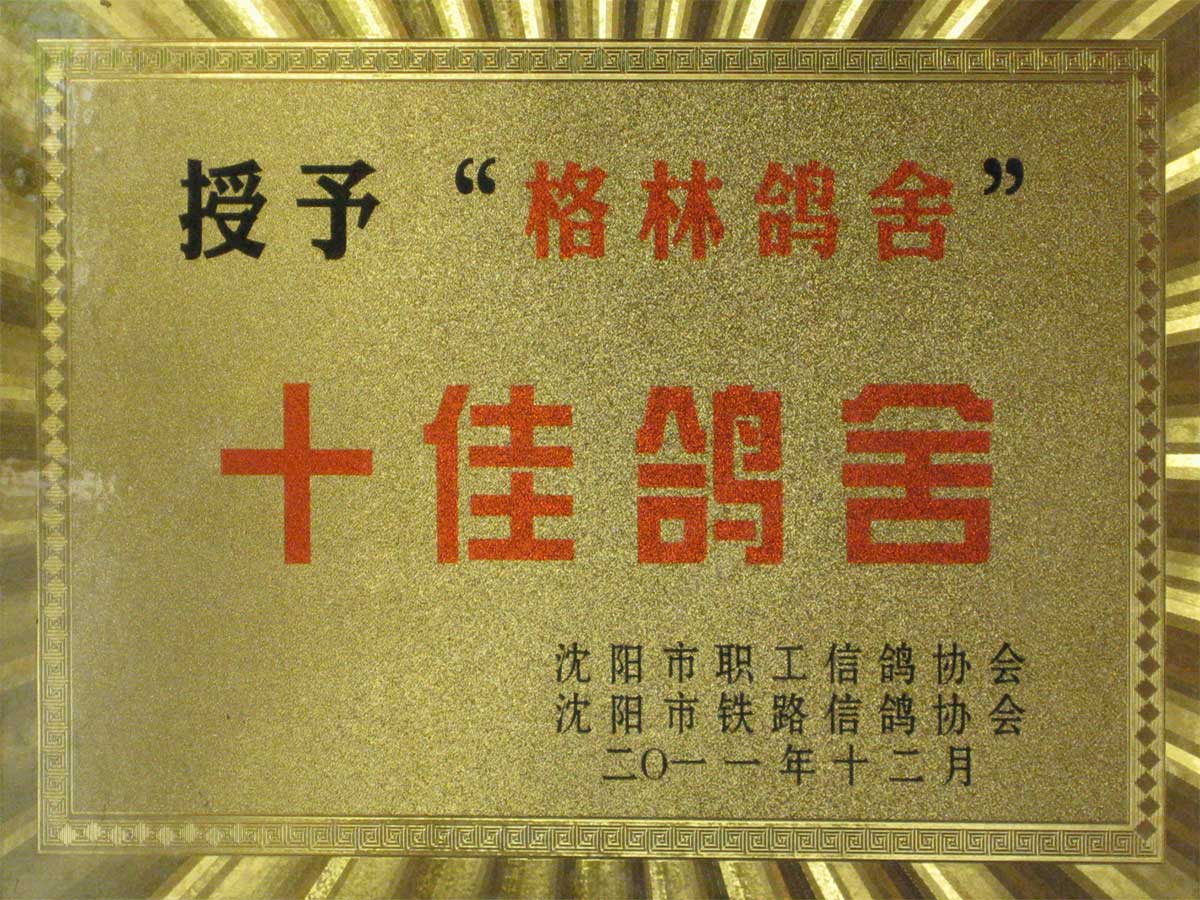 授予“格林鸽舍”
十佳鸽舍
沈阳市职工信鸽协会
沈阳市铁路信鸽协会
二〇一一年十二月